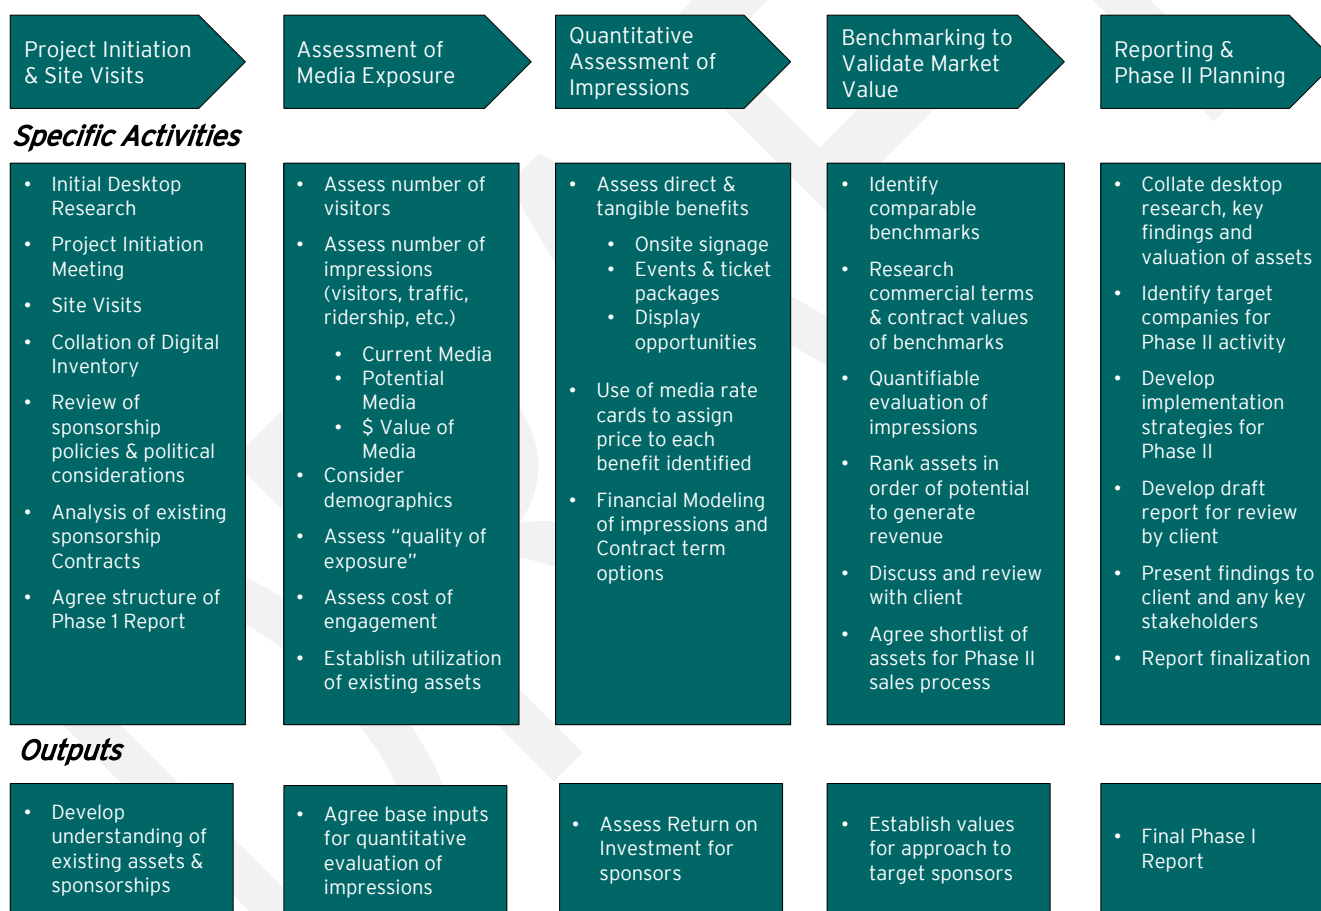 Project Initiation
& Site Visits
Assessment of
Media Exposure
Quantitative
Assessment of
Impressions
Benchmarking to
Validate Market
Value
Reporting &
Phase II Planning
Specific Activities
• Initial Desktop
Research
• Project Initiation
Meeting
• Site Visits
• Collation of Digital
Inventory
• Review of
sponsorship
policies & political
considerations
• Analysis of existing
sponsorship
Contracts
• Agree structure of
Phase 1 Report
• Assess number of
visitors
• Assess number of
impressions
(visitors, traffic,
ridership, etc.)
• Current Media
• Potential
Media
• $ Value of
Media
• Consider
demographics
• Assess “quality of
exposure”
• Assess cost of
engagement
• Establish utilization
of existing assets
• Assess direct &
tangible benefits
• Onsite signage
• Events & ticket
packages
• Display
opportunities
• Use of media rate
cards to assign
price to each
benefit identified
• Financial Modeling
of impressions and
Contract term
options
• Identify
comparable
benchmarks
• Research
commercial terms
& contract values
of benchmarks
• Quantifiable
evaluation of
impressions
• Rank assets in
order of potential
to generate
revenue
• Discuss and review
with client
• Agree shortlist of
assets for Phase II
sales process
• Collate desktop
research, key
findings and
valuation of assets
• Identify target
companies for
Phase II activity
• Develop
implementation
strategies for
Phase II
• Develop draft
report for review
by client
• Present findings to
client and any key
stakeholders
• Report finalization
Outputs
• Develop
understanding of
existing assets &
sponsorships
• Agree base inputs
for quantitative
evaluation of
impressions
• Assess Return on
Investment for
sponsors
• Establish values
for approach to
target sponsors
• Final Phase I
Report